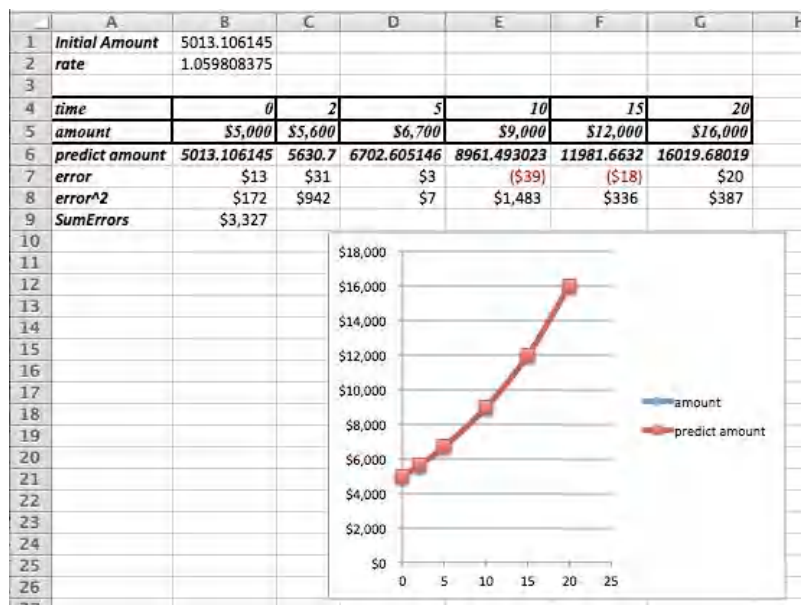 A B C D E F G
1 Initial Amount 5013.106145
2 rate 1.059808375
3
4 time 0 2 5 10 15 20
5 amount $5,000 $5,600 $6,700 $9,000 $12,000 $16,000
6 predict amount 5013.106145 5630.7 6702.605146 8961.493023 11981.6632 16019.68019
7 error $13 $31 $3 ($39) ($18) $20
8 error^2 $172 $942 $7 $1,483 $336 $387
9 SumErrors $3,327
10
11
12
13
14
15
16
17
18
19
20
21
22
23
24
25
26
$18,000
$16,000
$14,000
$12,000
$10,000
$8,000
$6,000
$4,000
$2,000
$0
0 5 10 15 20 25
amount
predict amount